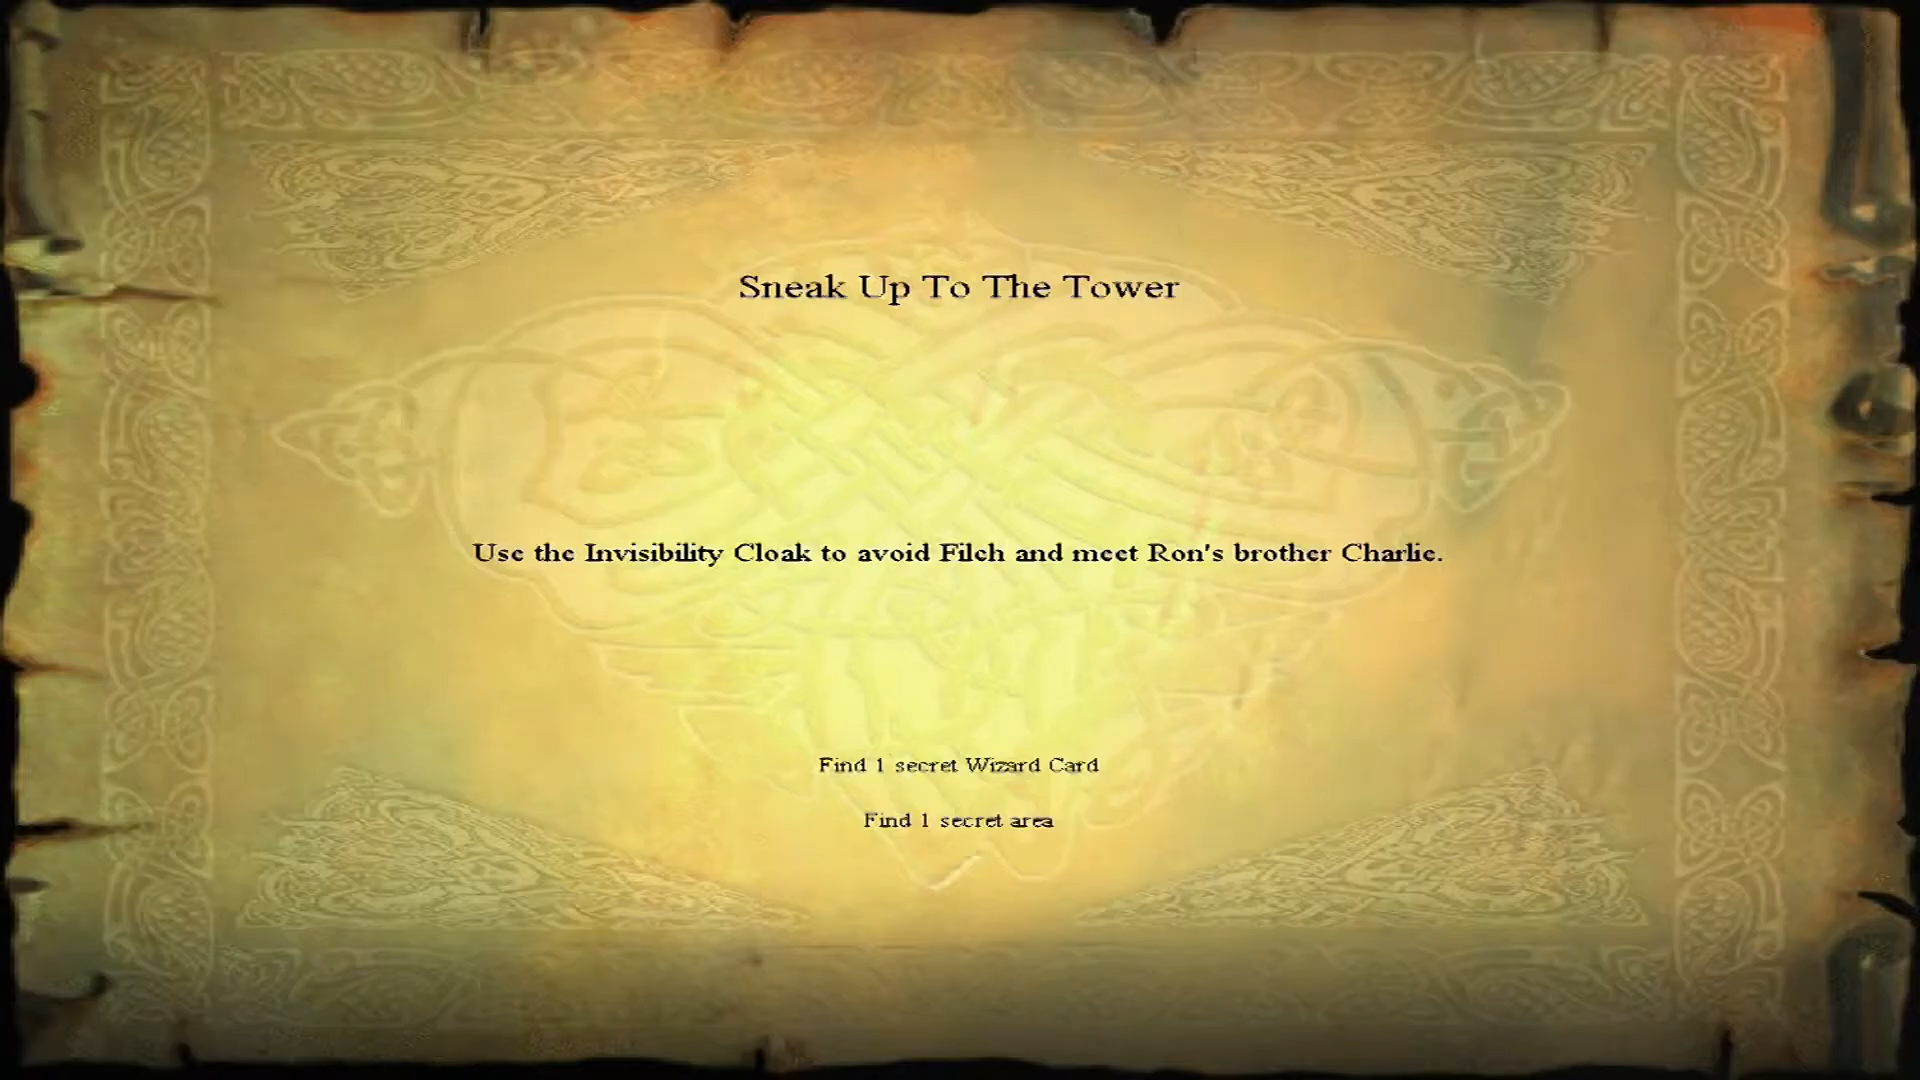 Sneak Up To The Tower
Use the Invisibility Cloak to avoid Filch and meet Ron's brother Charlie.
Find 1 secret Wizard Card
Find 1 secret area